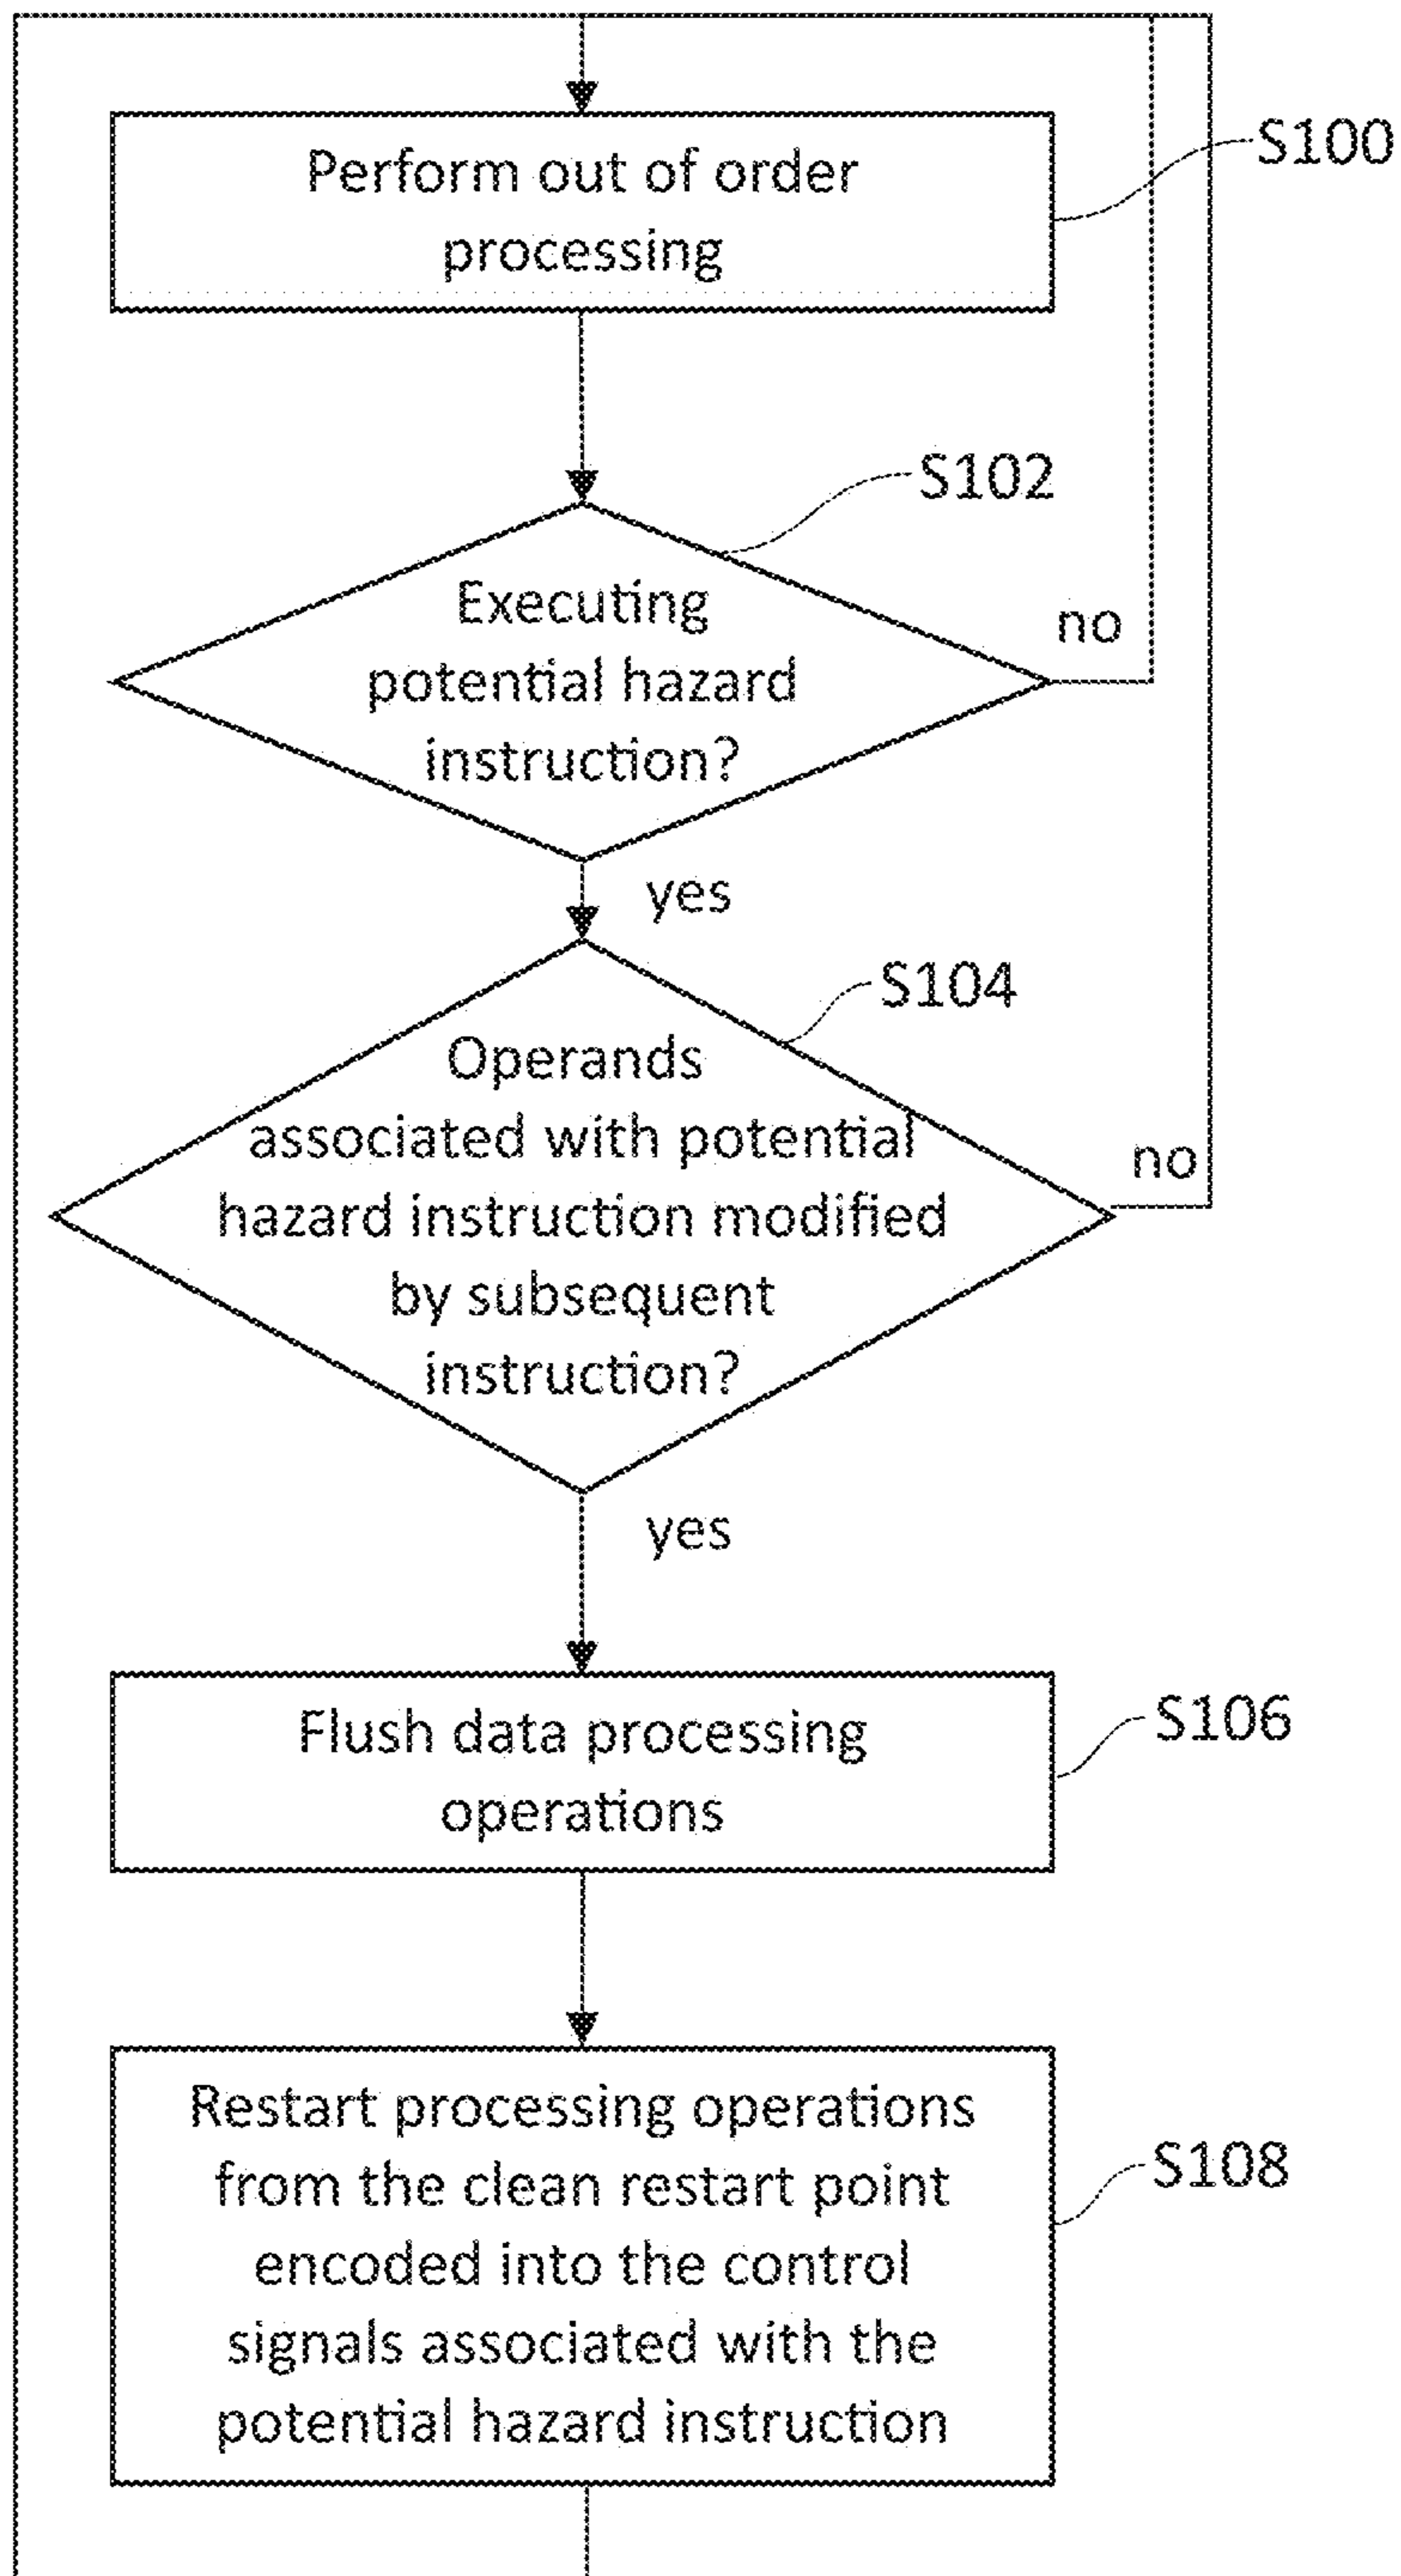 Perform out of order
processing
S100
S102
Executing
potential hazard
instruction?
no
yes
S104
Operands
associated with potential
hazard instruction modified
by subsequent
instruction?
no
yes
Flush data processing
operations
S106
Restart processing operations
from the clean restart point
encoded into the control
signals associated with the
potential hazard instruction
S108